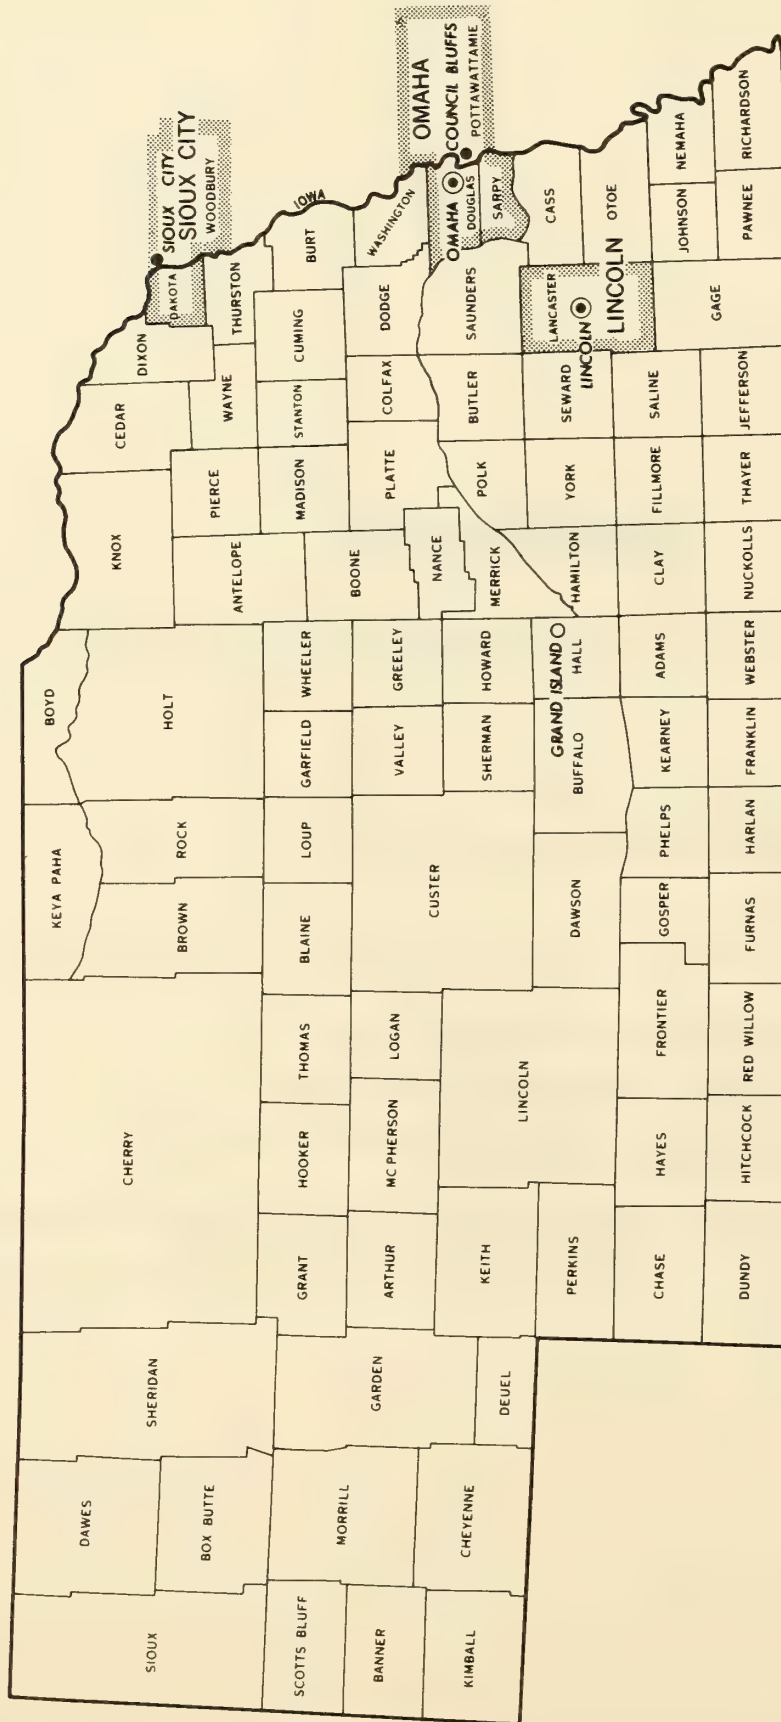 SIOUX
DAWES
BOX BUTTE
SHERIDAN
CHERRY
KEYA PAHA
BOYD
BROWN
ROCK
HOLT
KNOX
CEDAR
DIXON
DAKOTA
SIOUX CITY
SIOUX CITY
WOODBURY
ANTELOPE
PIERCE
WAYNE
THURSTON
IOWA
SCOTTS BLUFF
BANNER
KIMBALL
MORRILL
CHEYENNE
GARDEN
DEUEL
GRANT
HOOKER
THOMAS
BLAINE
LOUP
GARFIELD
WHEELER
BOONE
MADISON
STANTON
CUMING
BURT
ARTHUR
MC PHERSON
LOGAN
CUSTER
VALLEY
GREELEY
NANCE
PLATTE
COLFAX
DODGE
WASHINGTON
OMAHA
OMAHA
COUNCIL BLUFFS
POTTAWATTAMIE
DOUGLAS
SARPY
KEITH
LINCOLN
SHERMAN
HOWARD
MERRICK
POLK
BUTLER
SAUNDERS
PERKINS
DAWSON
BUFFALO
GRAND ISLAND
HALL
HAMILTON
YORK
SEWARD
LINCOLN
LANCASTER
LINCOLN
CASS
OTOE
CHASE
HAYES
FRONTIER
GOSPER
PHELPS
KEARNEY
ADAMS
CLAY
FILLMORE
SALINE
GAGE
JOHNSON
NEMAHA
DUNDY
HITCHCOCK
RED WILLOW
FURNAS
HARLAN
FRANKLIN
WEBSTER
NUCKOLLS
THAYER
JEFFERSON
PAWNEE
RICHARDSON